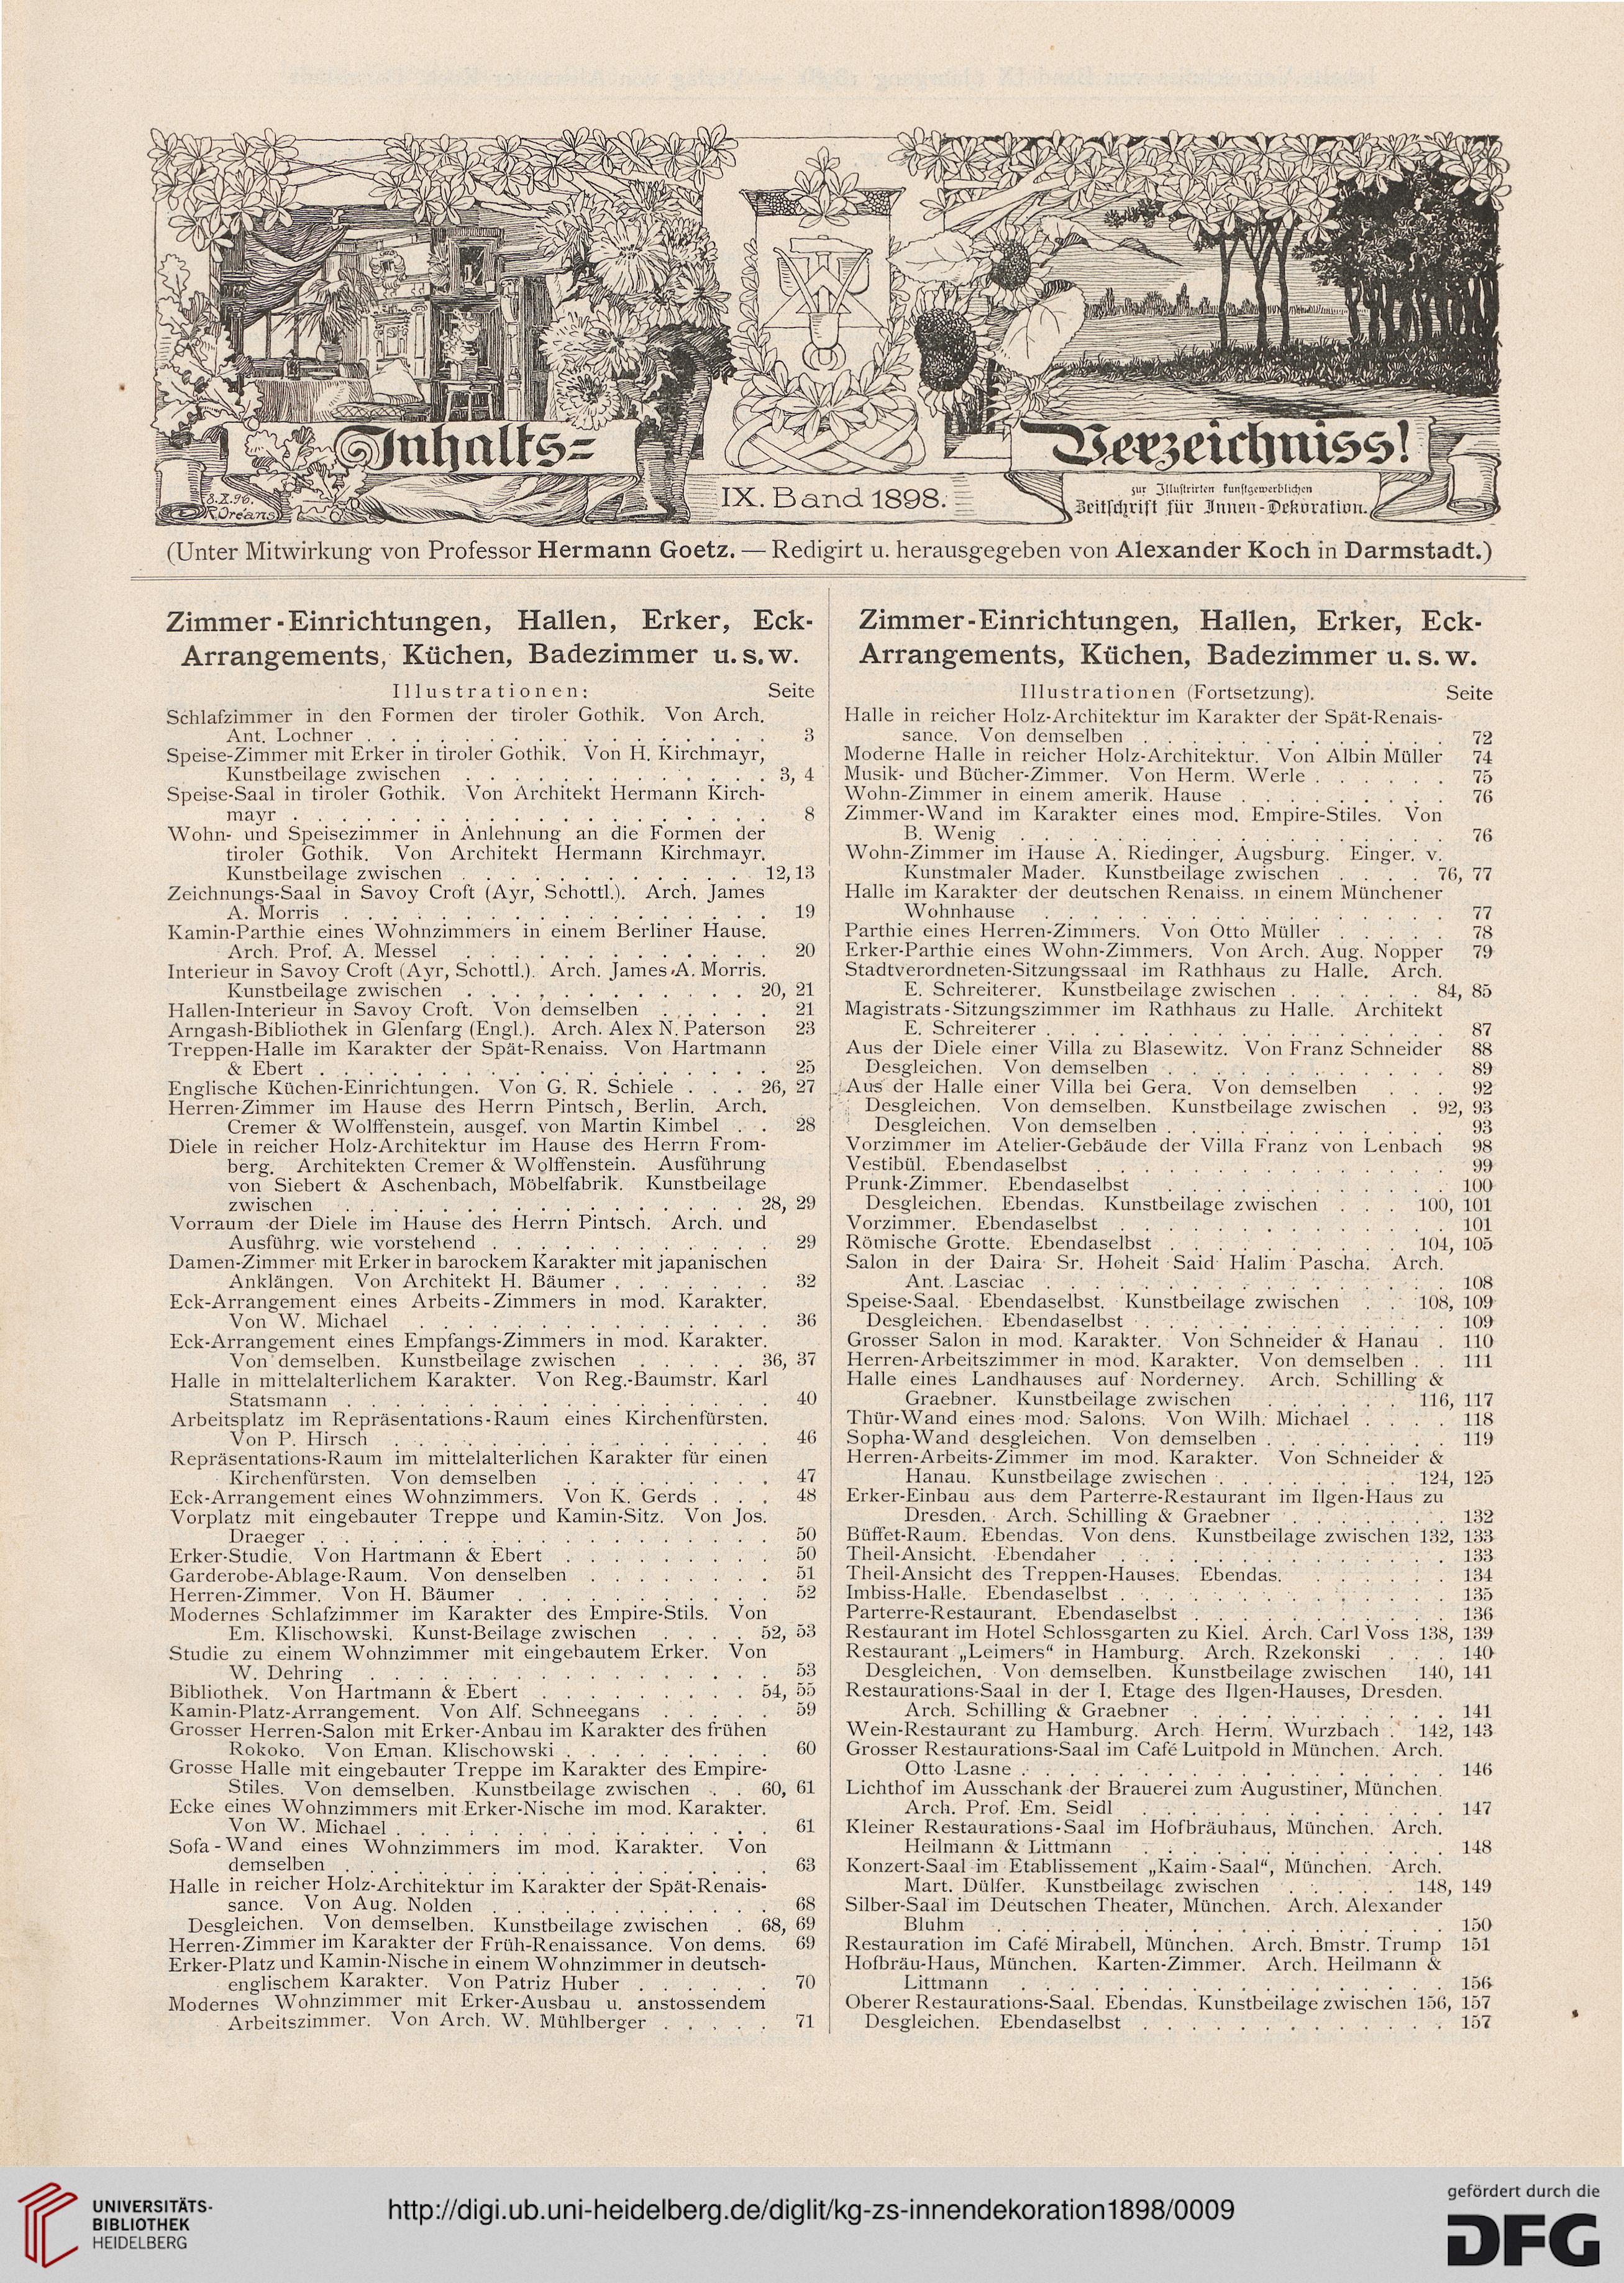 Inhalts=
Verzeichniss!
8.X.96.
R.Oréans
IX. Band 1898.
zur Illustrirten kunstgewerblichen
Zeitschrift für Innen-Dekoration.
(Unter Mitwirkung von Professor Hermann Goetz. — Redigirt u. herausgegeben von Alexander Koch in Darmstadt.)
Zimmer-Einrichtungen, Hallen, Erker, Eck-
Arrangements, Küchen, Badezimmer u. s. w.
Illustrationen: Seite
Schlafzimmer in den Formen der tiroler Gothik. Von Arch.
Ant. Lochner . . . 3
Speise-Zimmer mit Erker in tiroler Gothik. Von H. Kirchmayr,
Kunstbeilage zwischen . . . 3, 4
Speise-Saal in tiroler Gothik. Von Architekt Hermann Kirch-
mayr . . . 8
Wohn- und Speisezimmer in Anlehnung an die Formen der
tiroler Gothik. Von Architekt Hermann Kirchmayr.
Kunstbeilage zwischen . . . 12, 13
Zeichnungs-Saal in Savoy Croft (Ayr, Schottl.). Arch. James
A. Morris . . . 19
Kamin-Parthie eines Wohnzimmers in einem Berliner Hause.
Arch. Prof. A. Messel . . . 20
Interieur in Savoy Croft (Ayr, Schottl.). Arch. James A. Morris.
Kunstbeilage zwischen . . . 20, 21
Hallen-Interieur in Savoy Croft. Von demselben . . . 21
Arngash-Bibliothek in Glenfarg (Engl.). Arch. Alex N. Paterson 23
Treppen-Halle im Karakter der Spät-Renaiss. Von Hartmann
& Ebert . . . 25
Englische Küchen-Einrichtungen. Von G. R. Schiele . . . 26, 27
Herren-Zimmer im Hause des Herrn Pintsch, Berlin. Arch.
Cremer & Wolffenstein, ausgef. von Martin Kimbel . . 28
Diele in reicher Holz-Architektur im Hause des Herrn From-
berg. Architekten Cremer & Wolffenstein. Ausführung
von Siebert & Aschenbach, Möbelfabrik. Kunstbeilage
zwischen . . . 28, 29
Vorraum der Diele im Hause des Herrn Pintsch. Arch. und
Ausführg. wie vorstehend . . . 29
Damen-Zimmer mit Erker in barockem Karakter mit japanischen
Anklängen. Von Architekt H. Bäumer . . . 32
Eck-Arrangement eines Arbeits-Zimmers in mod. Karakter.
Von W. Michael . . . 36
Eck-Arrangement eines Empfangs-Zimmers in mod. Karakter.
Von demselben. Kunstbeilage zwischen . . . 36, 37
Halle in mittelalterlichem Karakter. Von Reg.-Baumstr. Karl
Statsmann . . . 40
Arbeitsplatz im Repräsentations-Raum eines Kirchenfürsten.
Von P. Hirsch . . . 46
Repräsentations-Raum im mittelalterlichen Karakter für einen
Kirchenfürsten. Von demselben . . . 47
Eck-Arrangement eines Wohnzimmers. Von K. Gerds . . . 48
Vorplatz mit eingebauter Treppe und Kamin-Sitz. Von Jos.
Draeger . . . 50
Erker-Studie. Von Hartmann & Ebert . . . 50
Garderobe-Ablage-Raum. Von denselben . . . 51
Herren-Zimmer. Von H. Bäumer . . . 52
Modernes Schlafzimmer im Karakter des Empire-Stils. Von
Em. Klischowski. Kunst-Beilage zwischen . . . 52, 53
Studie zu einem Wohnzimmer mit eingebautem Erker. Von
W. Dehring . . . 53
Bibliothek. Von Hartmann & Ebert . . . 54, 55
Kamin-Platz-Arrangement. Von Alf. Schneegans . . . 59
Grosser Herren-Salon mit Erker-Anbau im Karakter des frühen
Rokoko. Von Eman. Klischowski . . . 60
Grosse Halle mit eingebauter Treppe im Karakter des Empire-
Stiles. Von demselben. Kunstbeilage zwischen . . 60, 61
Ecke eines Wohnzimmers mit Erker-Nische im mod. Karakter.
Von W. Michael . . . 61
Sofa-Wand eines Wohnzimmers im mod. Karakter. Von
demselben . . . 63
Halle in reicher Holz-Architektur im Karakter der Spät-Renais-
sance. Von Aug. Nolden . . . 68
Desgleichen. Von demselben. Kunstbeilage zwischen . 68, 69
Herren-Zimmer im Karakter der Früh-Renaissance. Von dems. 69
Erker-Platz und Kamin-Nische in einem Wohnzimmer in deutsch-
englischem Karakter. Von Patriz Huber . . . 70
Modernes Wohnzimmer mit Erker-Ausbau u. anstossendem
Arbeitszimmer. Von Arch. W. Mühlberger . . . 71
Zimmer-Einrichtungen, Hallen, Erker, Eck-
Arrangements, Küchen, Badezimmer u. s. w.
Illustrationen (Fortsetzung). Seite
Halle in reicher Holz-Architektur im Karakter der Spät-Renais-
sance. Von demselben . . . 72
Moderne Halle in reicher Holz-Architektur. Von Albin Müller 74
Musik- und Bücher-Zimmer. Von Herm. Werle . . . 75
Wohn-Zimmer in einem amerik. Hause . . . 76
Zimmer-Wand im Karakter eines mod. Empire-Stiles. Von
B. Wenig . . . 76
Wohn-Zimmer im Hause A. Riedinger, Augsburg. Einger. v.
Kunstmaler Mader. Kunstbeilage zwischen . . . 76, 77
Halle im Karakter der deutschen Renaiss. in einem Münchener
Wohnhause . . . 77
Parthie eines Herren-Zimmers. Von Otto Müller . . . 78
Erker-Parthie eines Wohn-Zimmers. Von Arch. Aug. Nopper 79
Stadtverordneten-Sitzungssaal im Rathhaus zu Halle. Arch.
E. Schreiterer. Kunstbeilage zwischen . . . 84, 85
Magistrats-Sitzungszimmer im Rathhaus zu Halle. Architekt
E. Schreiterer . . . 87
Aus der Diele einer Villa zu Blasewitz. Von Franz Schneider 88
Desgleichen. Von demselben . . . 89
Aus der Halle einer Villa bei Gera. Von demselben . . . 92
Desgleichen. Von demselben. Kunstbeilage zwischen . 92, 93
Desgleichen. Von demselben . . . 93
Vorzimmer im Atelier-Gebäude der Villa Franz von Lenbach 98
Vestibül. Ebendaselbst . . . 99
Prunk-Zimmer. Ebendaselbst . . . 100
Desgleichen. Ebendas. Kunstbeilage zwischen . . . 100, 101
Vorzimmer. Ebendaselbst . . . 101
Römische Grotte. Ebendaselbst . . . 104, 105
Salon in der Daira Sr. Hoheit Said Halim Pascha. Arch.
Ant. Lasciac . . . 108
Speise-Saal. Ebendaselbst. Kunstbeilage zwischen . . 108, 109
Desgleichen. Ebendaselbst . . . 109
Grosser Salon in mod. Karakter. Von Schneider & Hanau . 110
Herren-Arbeitszimmer in mod. Karakter. Von demselben . . 111
Halle eines Landhauses auf Norderney. Arch. Schilling &
Graebner. Kunstbeilage zwischen . . . 116, 117
Thür-Wand eines mod. Salons. Von Wilh. Michael . . . 118
Sopha-Wand desgleichen. Von demselben . . . 119
Herren-Arbeits-Zimmer im mod. Karakter. Von Schneider &
Hanau. Kunstbeilage zwischen . . . 124, 125
Erker-Einbau aus dem Parterre-Restaurant im Ilgen-Haus zu
Dresden. Arch. Schilling & Graebner . . . 132
Büffet-Raum. Ebendas. Von dens. Kunstbeilage zwischen 132, 133
Theil-Ansicht. Ebendaher . . . 133
Theil-Ansicht des Treppen-Hauses. Ebendas. . . . 134
Imbiss-Halle. Ebendaselbst . . . 135
Parterre-Restaurant. Ebendaselbst . . . 136
Restaurant im Hotel Schlossgarten zu Kiel. Arch. Carl Voss 138, 139
Restaurant „Leimers“ in Hamburg. Arch. Rzekonski . . . 140
Desgleichen. Von demselben. Kunstbeilage zwischen 140, 141
Restaurations-Saal in der I. Etage des Ilgen-Hauses, Dresden.
Arch. Schilling & Graebner . . . 141
Wein-Restaurant zu Hamburg. Arch. Herm. Wurzbach . 142, 143
Grosser Restaurations-Saal im Café Luitpold in München. Arch.
Otto Lasne . . . 146
Lichthof im Ausschank der Brauerei zum Augustiner, München.
Arch. Prof. Em. Seidl . . . 147
Kleiner Restaurations-Saal im Hofbräuhaus, München. Arch.
Heilmann & Littmann . . . 148
Konzert-Saal im Etablissement „Kaim-Saal“, München. Arch.
Mart. Dülfer. Kunstbeilage zwischen . . . 148, 149
Silber-Saal im Deutschen Theater, München. Arch. Alexander
Bluhm . . . 150
Restauration im Café Mirabell, München. Arch. Bmstr. Trump 151
Hofbräu-Haus, München. Karten-Zimmer. Arch. Heilmann &
Littmann . . . 156
Oberer Restaurations-Saal. Ebendas. Kunstbeilage zwischen 156, 157
Desgleichen. Ebendaselbst . . . 157
UNIVERSITÄTS-
BIBLIOTHEK
HEIDELBERG
http://digi.ub.uni-heidelberg.de/diglit/kg-zs-innendekoration1898/0009
gefördert durch die
DFG